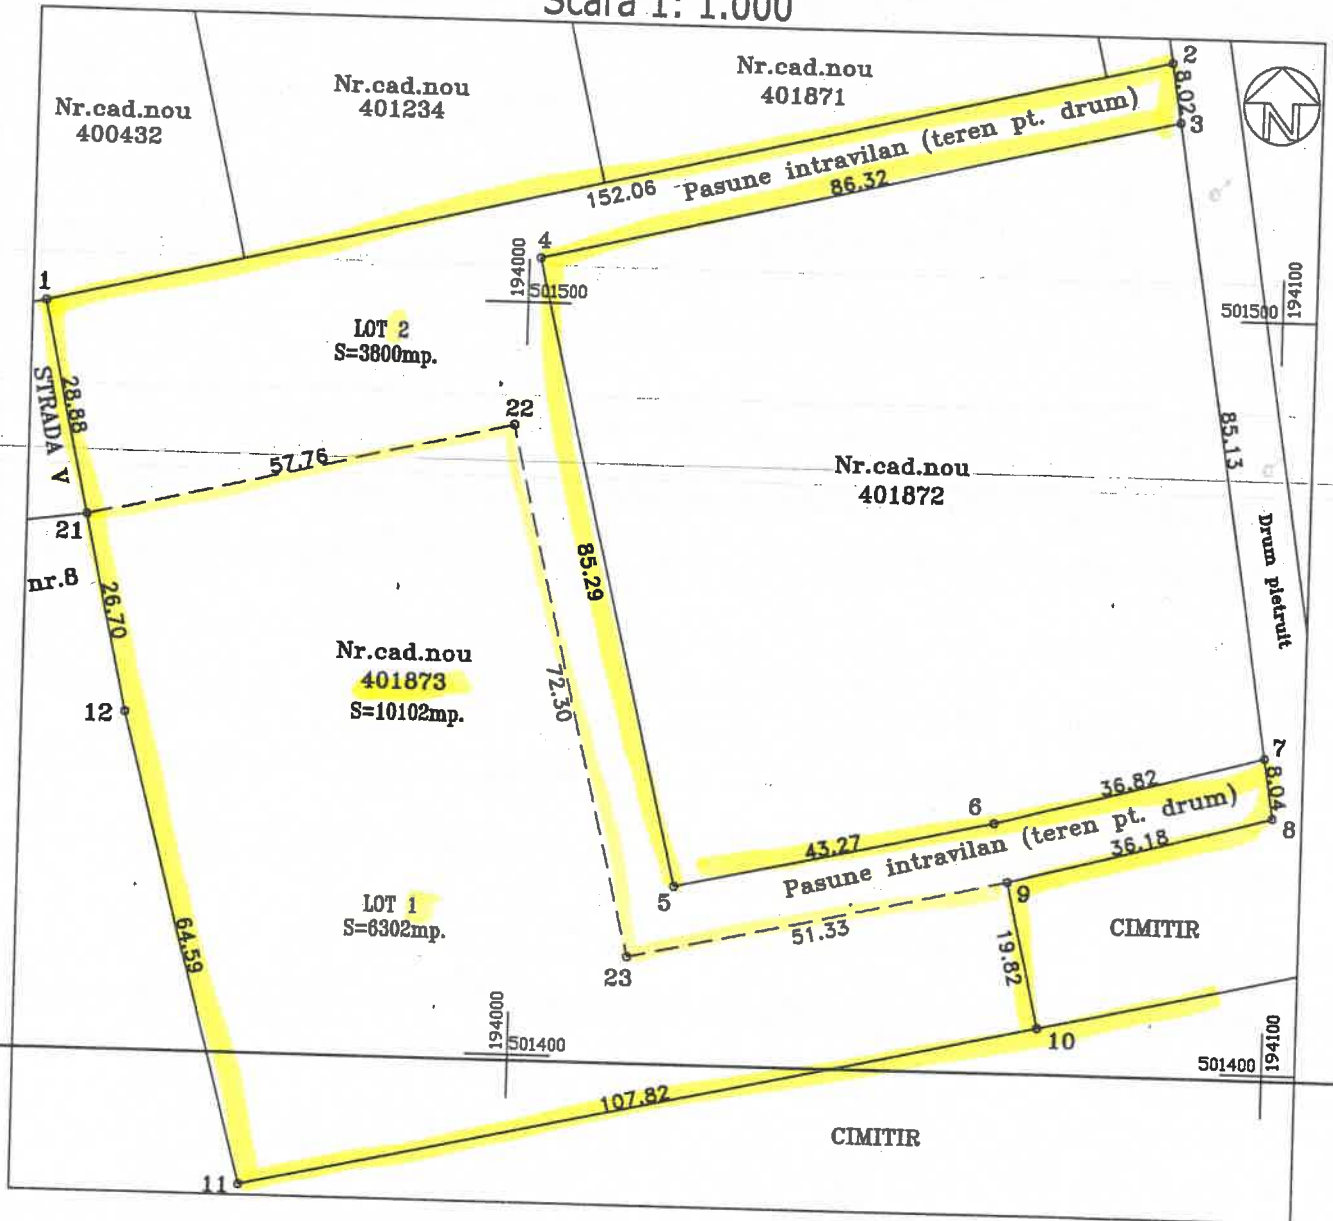 Scara 1: 1.000
Nr.cad.nou
400432
Nr.cad.nou
401234
Nr.cad.nou
401871
2
8.02
3
N
152.06
Pasune intravilan (teren pt. drum)
86.32
4
194000
501500
194100
501500
1
LOT 2
S=3800mp.
STRADA V
28.88
22
57.76
21
nr.8
26.70
12
Nr.cad.nou
401872
85.13
Drum pietruit
85.29
72.30
Nr.cad.nou
401873
S=10102mp.
7
8.04
8
36.82
6
43.27
Pasune intravilan (teren pt. drum)
36.18
5
9
51.33
23
19.82
CIMITIR
LOT 1
S=6302mp.
64.59
194000
501400
10
194100
501400
107.82
CIMITIR
11